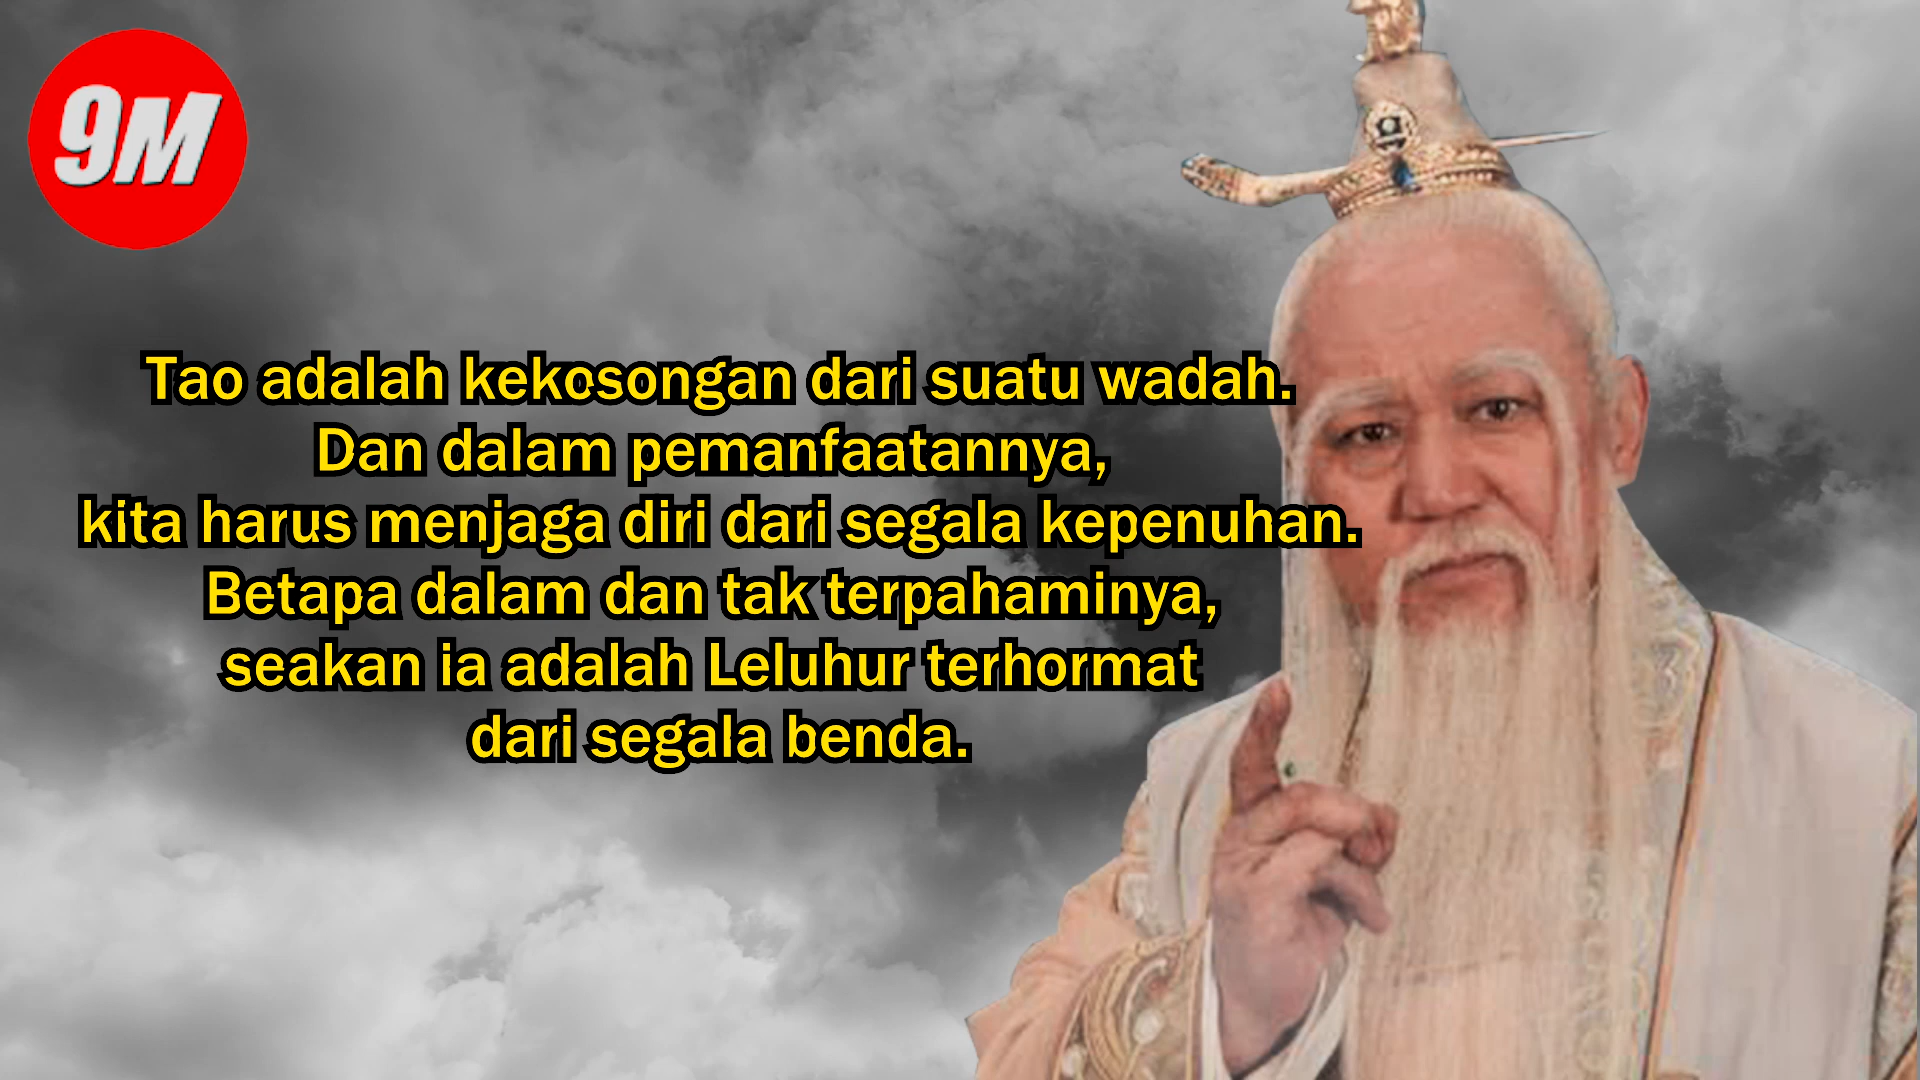 9M
Tao adalah kekosongan dari suatu wadah.
Dan dalam pemanfaatannya,
kita harus menjaga diri dari segala kepenuhan.
Betapa dalam dan tak terpahaminya,
seakan ia adalah Leluhur terhormat
dari segala benda.